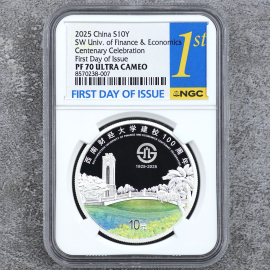 2025 China S10Y
SW Univ. of Finance & Economics
Centenary Celebration
First Day of Issue
PF 70 ULTRA CAMEO
8570238-007
1st
FIRST DAY OF ISSUE
NGC
西南财经大学建校100周年
1925-2025
10元